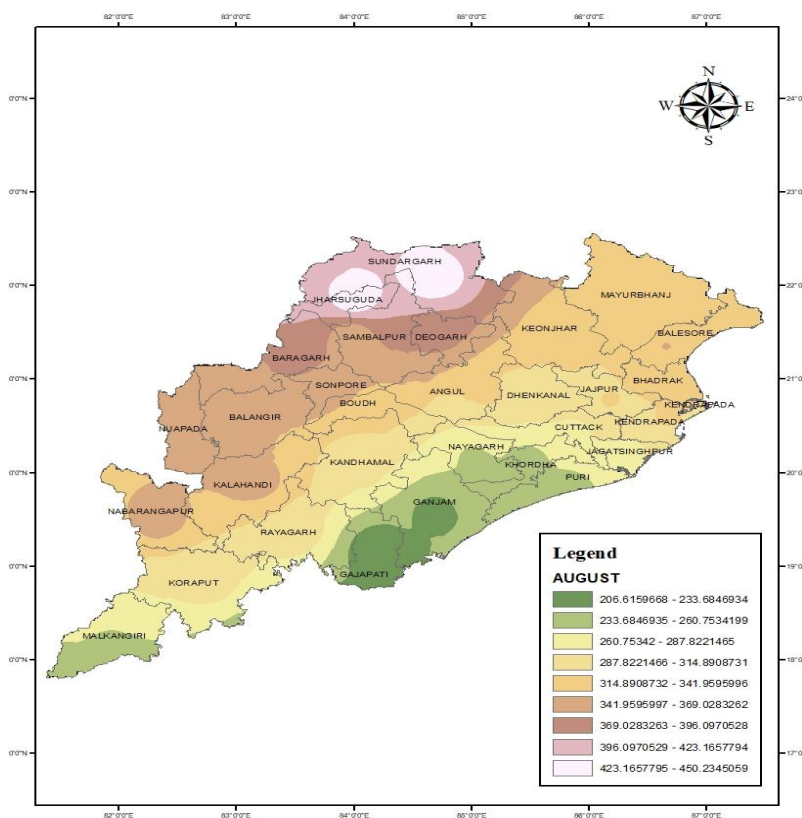 82°0'0"E 83°0'0"E 84°0'0"E 85°0'0"E 86°0'0"E 87°0'0"E
N
W E
S
0'0"N 24°0
0'0"N 23°0
0'0"N 22°0
0'0"N 21°0
0'0"N 20°0
0'0"N 19°0
0'0"N 18°0
0'0"N 17°0
SUNDARGARH
JHARSUGUDA
MAYURBHANJ
KEONJHAR
BALESORE
SAMBALPUR
DEOGARH
BARAGARH
BHADRAK
SONPORE
ANGUL
DHENKANAL
JAJPUR
BOUDH
KENDRAPADA
BALANGIR
NUAPADA
CUTTACK
KENDRAPADA
NAYAGARH
JAGATSINGHPUR
KANDHAMAL
KHORDHA
PURI
KALAHANDI
GANJAM
NABARANGAPUR
RAYAGARH
GAJAPATI
KORAPUT
MALKANGIRI
Legend
AUGUST
206.6159668 - 233.6846934
233.6846935 - 260.7534199
260.75342 - 287.8221465
287.8221466 - 314.8908731
314.8908732 - 341.9595996
341.9595997 - 369.0283262
369.0283263 - 396.0970528
396.0970529 - 423.1657794
423.1657795 - 450.2345059
82°0'0"E 83°0'0"E 84°0'0"E 85°0'0"E 86°0'0"E 87°0'0"E